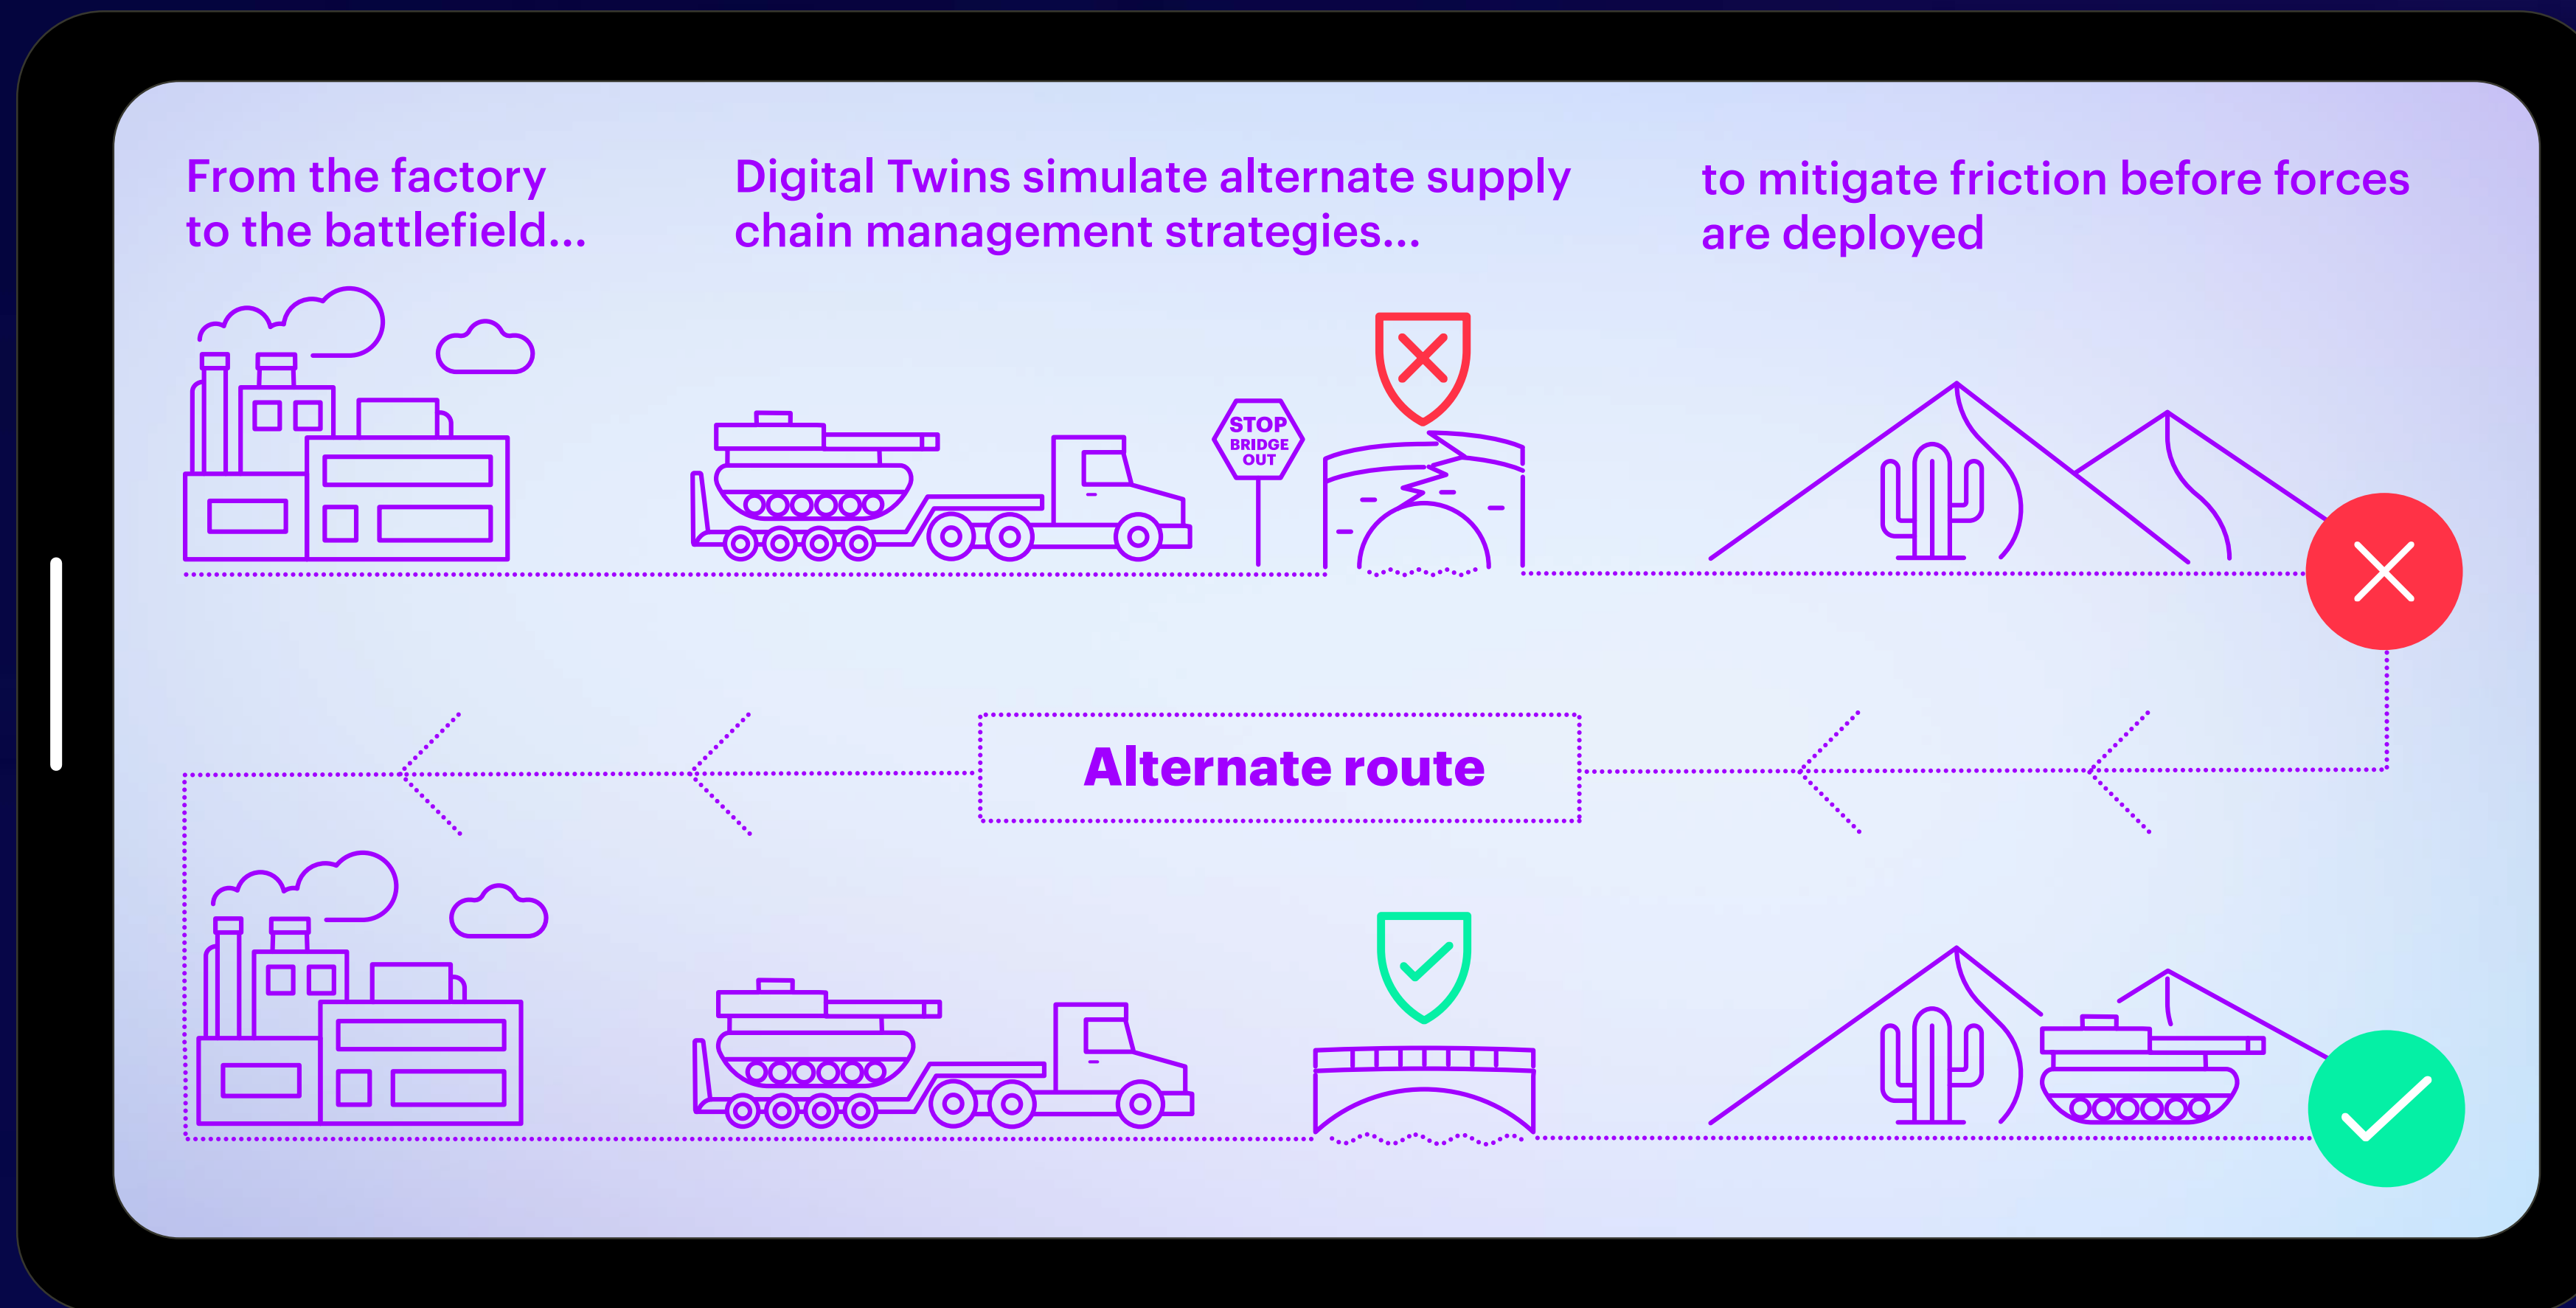 From the factory
to the battlefield...
Digital Twins simulate alternate supply
chain management strategies...
to mitigate friction before forces
are deployed
STOP
BRIDGE
OUT
Alternate route